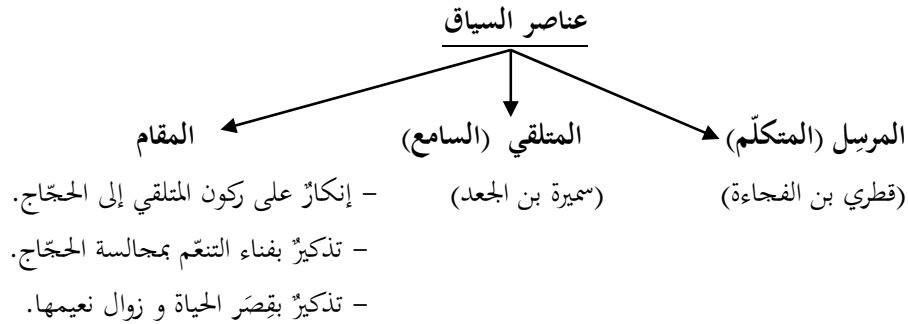 عناصر السياق
المرسِل (المتكلّم) المتلقي (السامع) المقام
(قطري بن الفجاءة) (سميرة بن الجعد) – إنكارٌ على ركون المتلقي إلى الحجّاج.
– تذكيرٌ بفناء التنعّم بمجالسة الحجّاج.
– تذكيرٌ بقِصَر الحياة و زوال نعيمها.